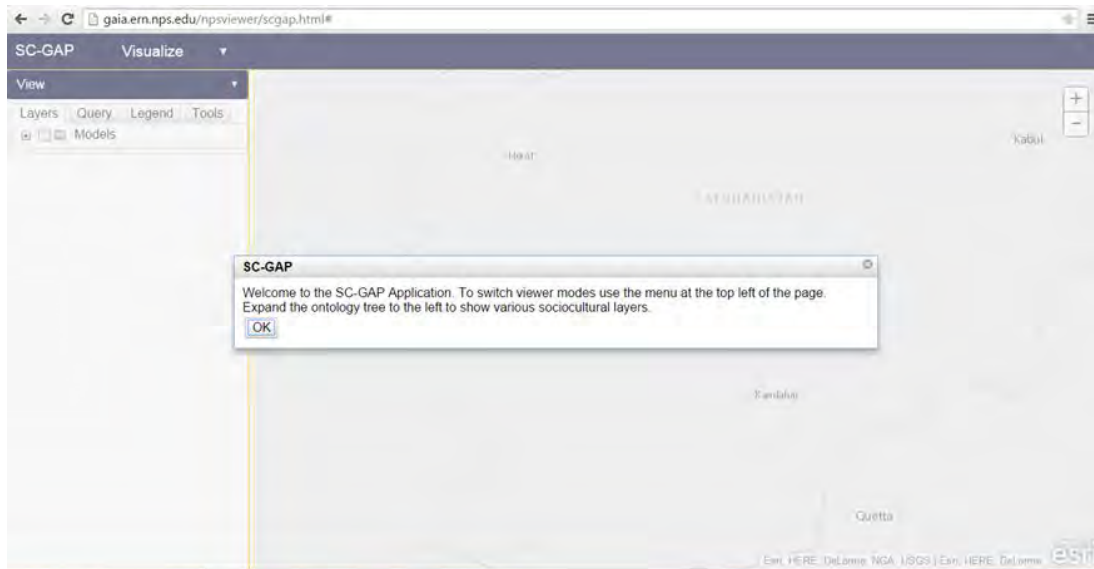 gaia.ern.nps.edu/npsviewer/scgap.html#
SC-GAP Visualize
View
Layers Query Legend Tools
Models
Kabul
Herat
AFGHANISTAN
SC-GAP
Welcome to the SC-GAP Application. To switch viewer modes use the menu at the top left of the page.
Expand the ontology tree to the left to show various sociocultural layers.
OK
Kandahar
Quetta
Esri, HERE, DeLorme, NGA, USGS | Esri, HERE, DeLorme
esri